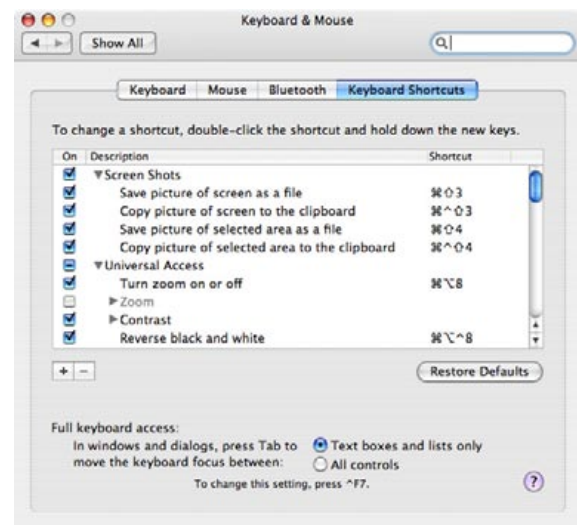 Keyboard & Mouse
Show All
Keyboard Mouse Bluetooth Keyboard Shortcuts
To change a shortcut, double-click the shortcut and hold down the new keys.
On Description Shortcut
▼Screen Shots
Save picture of screen as a file ⌘⇧3
Copy picture of screen to the clipboard ⌘^⇧3
Save picture of selected area as a file ⌘⇧4
Copy picture of selected area to the clipboard ⌘^⇧4
▼Universal Access
Turn zoom on or off ⌘⌥8
▶Zoom
▶Contrast
Reverse black and white ⌘⌥^8
+ −
Restore Defaults
Full keyboard access:
In windows and dialogs, press Tab to Text boxes and lists only
move the keyboard focus between: All controls
To change this setting, press ^F7.
?